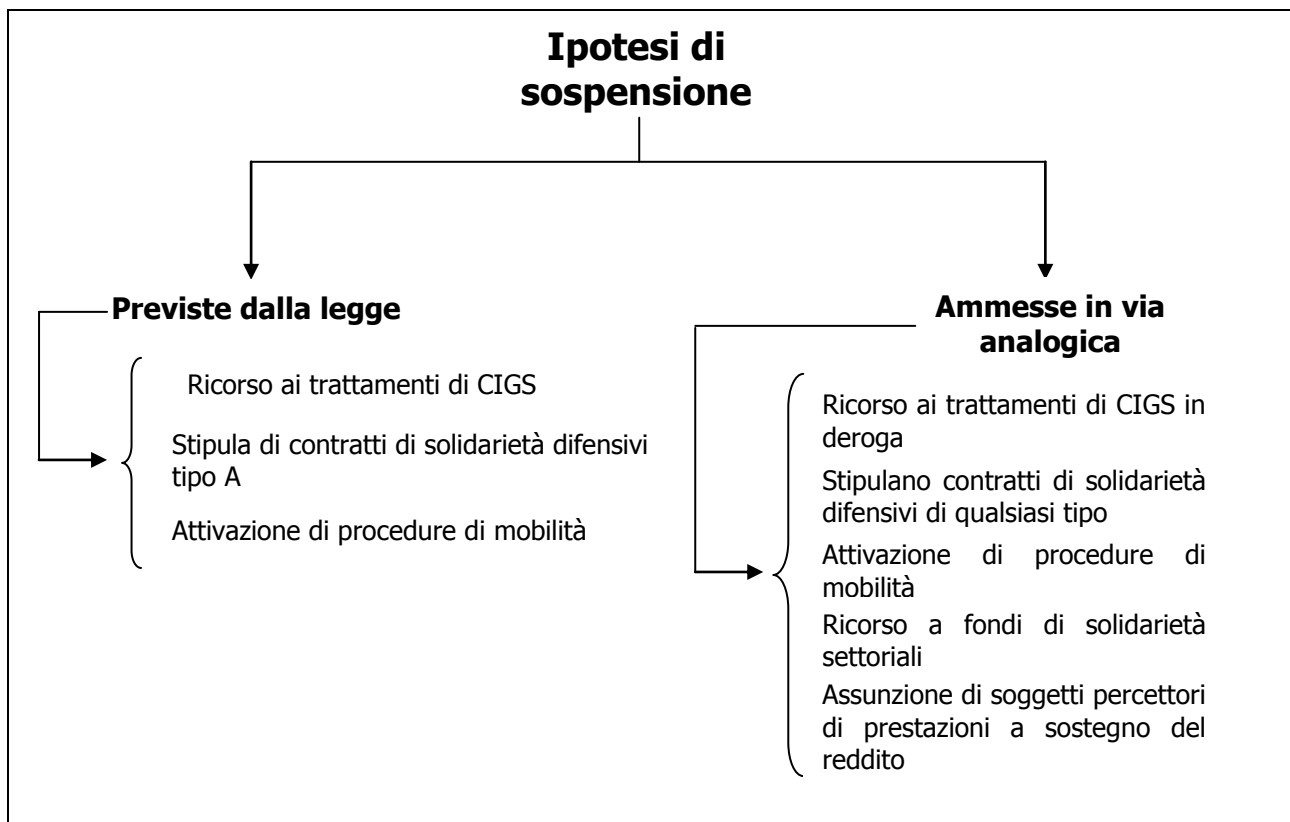 Ipotesi di
sospensione
Previste dalla legge
Ricorso ai trattamenti di CIGS
Stipula di contratti di solidarietà difensivi
tipo A
Attivazione di procedure di mobilità
Ammesse in via
analogica
Ricorso ai trattamenti di CIGS in
deroga
Stipulano contratti di solidarietà
difensivi di qualsiasi tipo
Attivazione di procedure di
mobilità
Ricorso a fondi di solidarietà
settoriali
Assunzione di soggetti percettori
di prestazioni a sostegno del
reddito